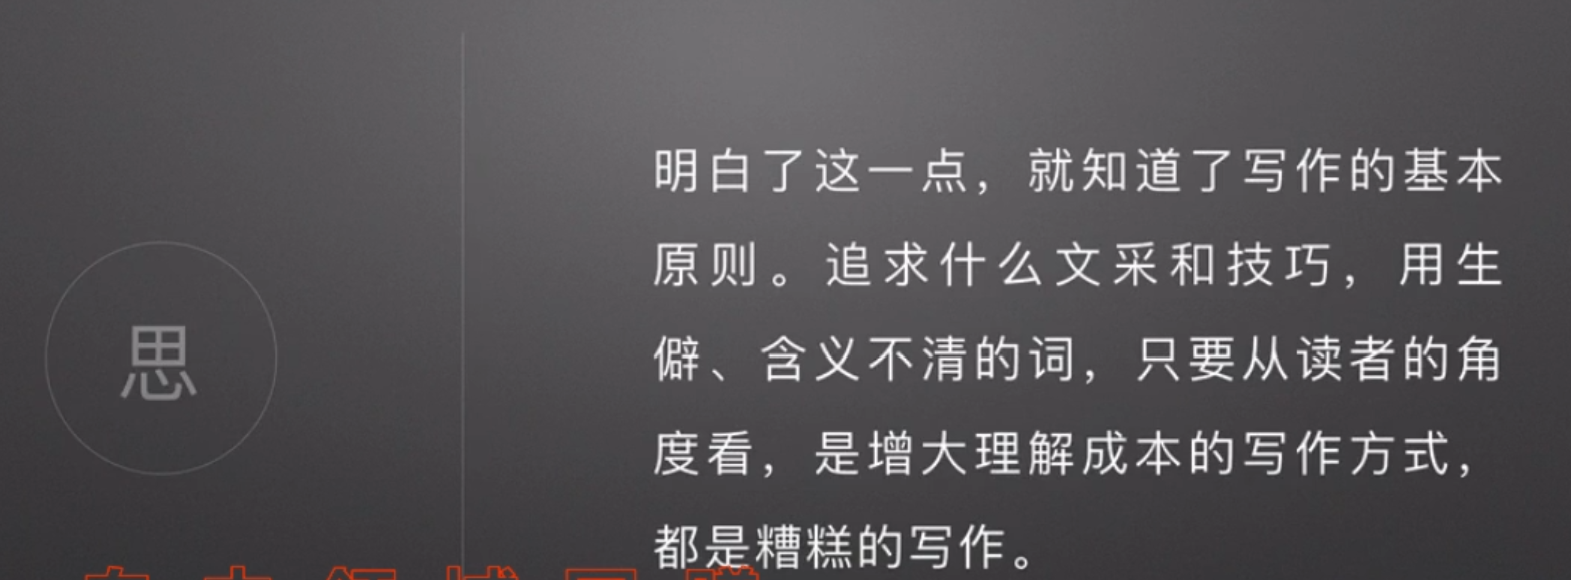 思
明白了这一点，就知道了写作的基本
原则。追求什么文采和技巧，用生
僻、含义不清的词，只要从读者的角
度看，是增大理解成本的写作方式，
都是糟糕的写作。